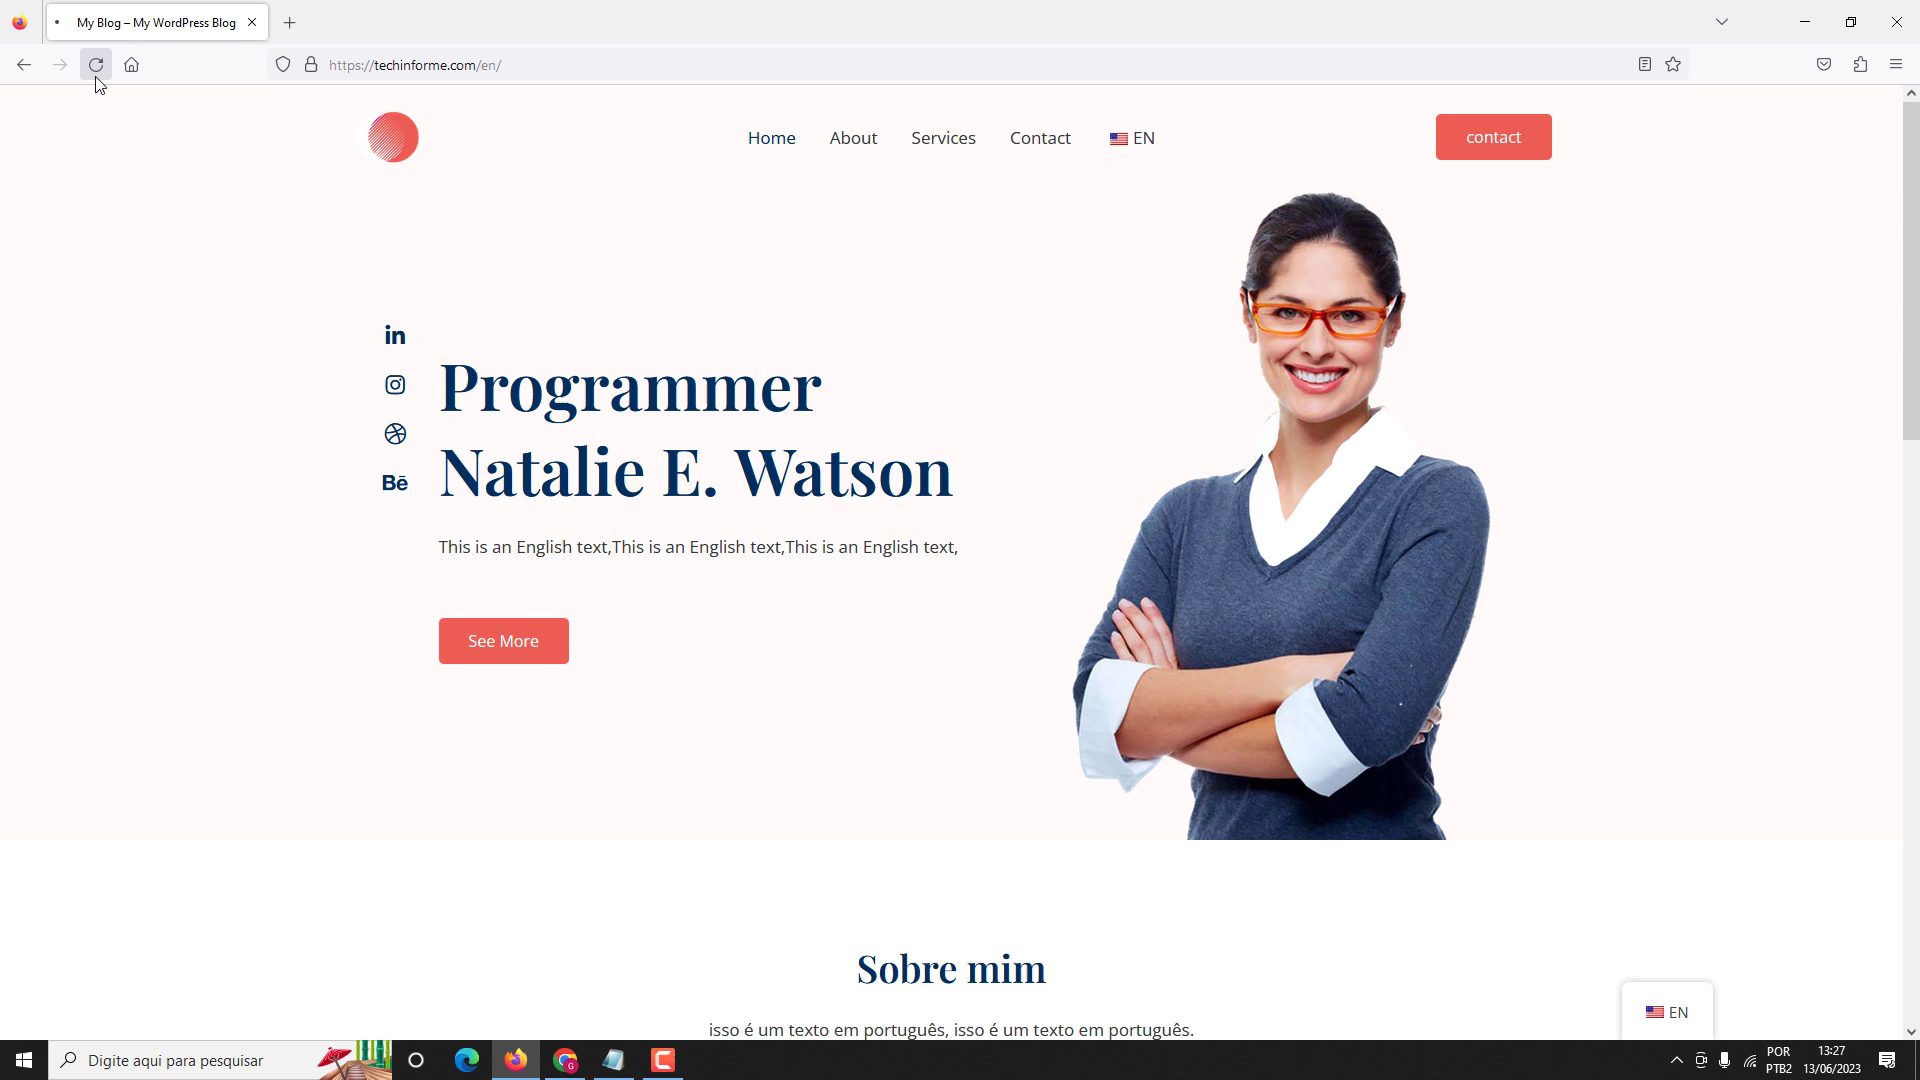 My Blog – My WordPress Blog
https://techinforme.com/en/
Home About Services Contact EN
contact
in
Programmer
Natalie E. Watson
Bē
This is an English text,This is an English text,This is an English text,
See More
Sobre mim
isso é um texto em português, isso é um texto em português.
EN
Digite aqui para pesquisar
G
POR
PTB2
13:27
13/06/2023